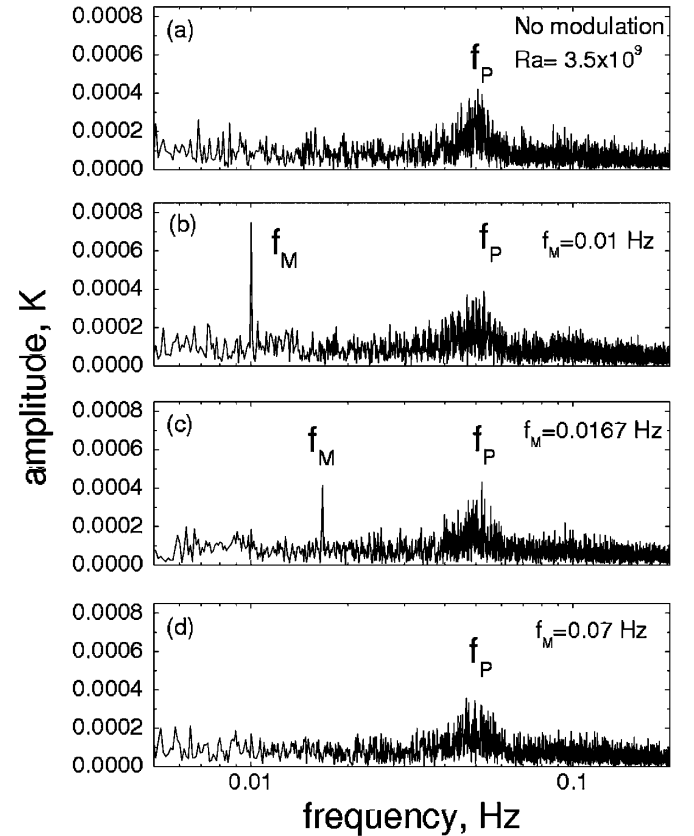 amplitude, K
0.0008
0.0006
0.0004
0.0002
0.0000
(a)
No modulation
f_P
Ra= 3.5x10^9
0.0008
0.0006
0.0004
0.0002
0.0000
(b)
f_M
f_P
f_M=0.01 Hz
0.0008
0.0006
0.0004
0.0002
0.0000
(c)
f_M
f_P
f_M=0.0167 Hz
0.0008
0.0006
0.0004
0.0002
0.0000
(d)
f_P
f_M=0.07 Hz
0.01
0.1
frequency, Hz